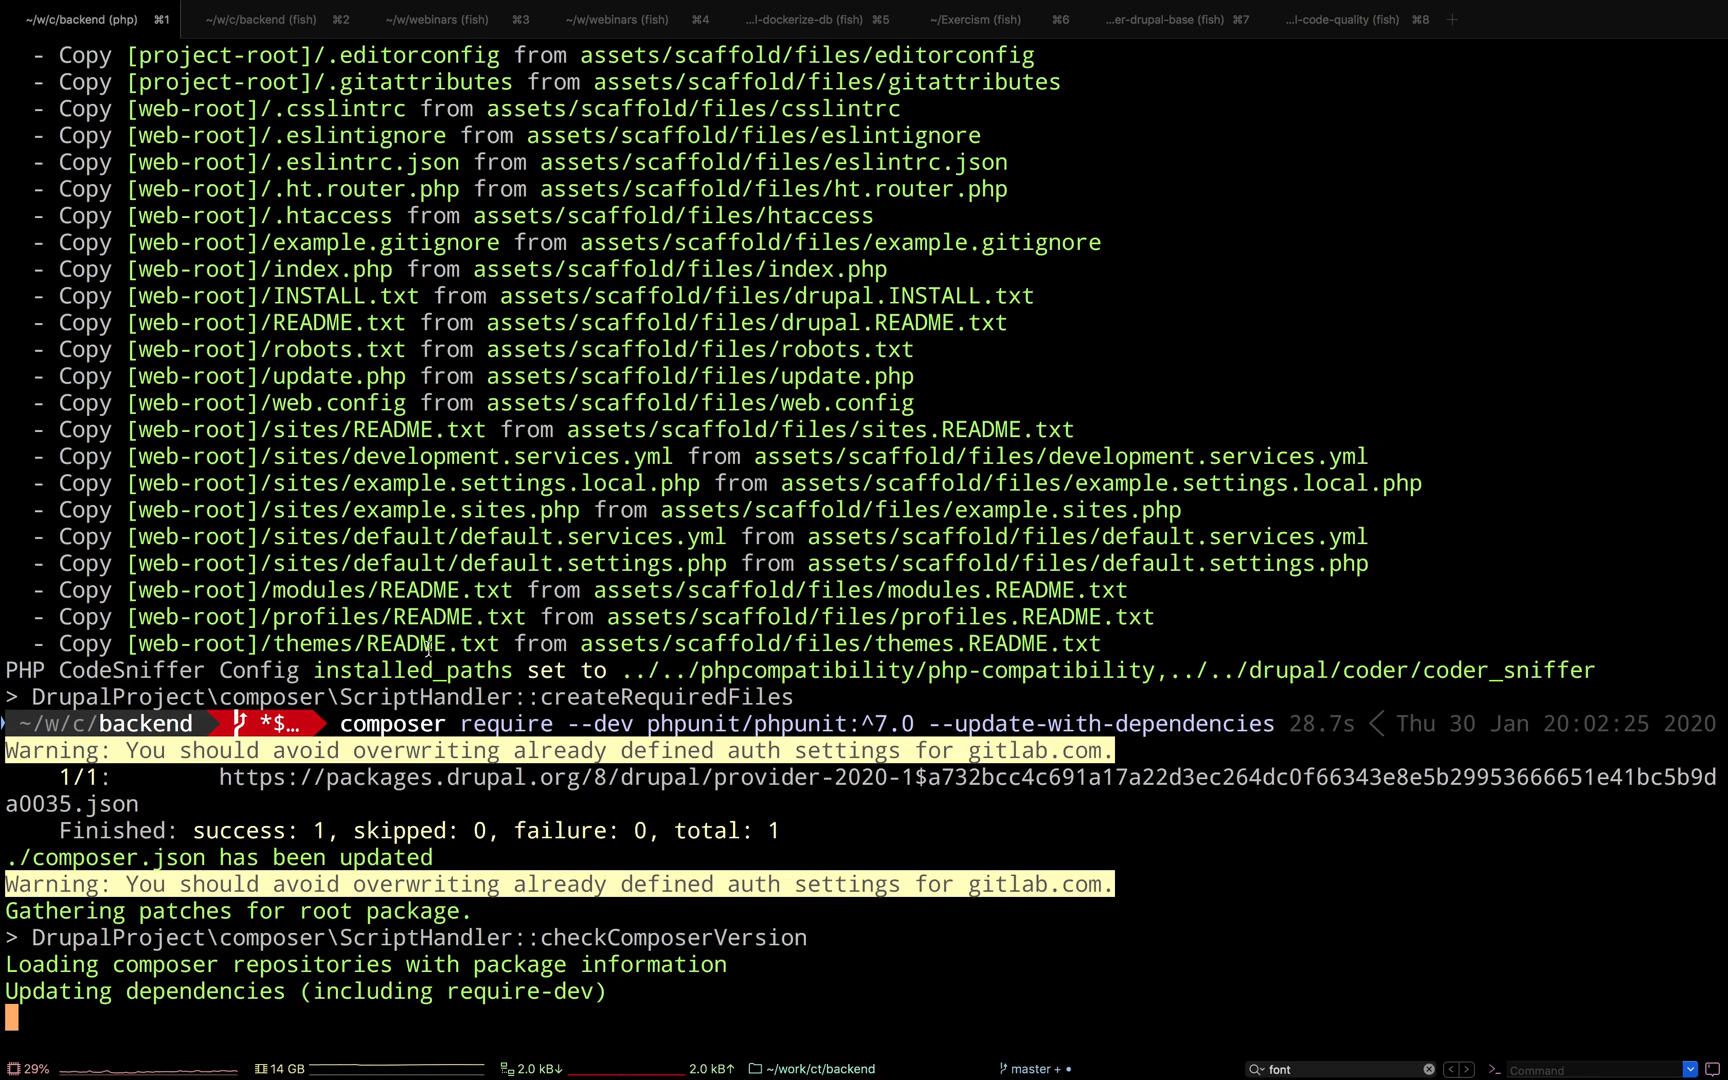 ~/w/c/backend (php) ⌘1 ~/w/c/backend (fish) ⌘2 ~/w/webinars (fish) ⌘3 ~/w/webinars (fish) ⌘4 ...l-dockerize-db (fish) ⌘5 ~/Exercism (fish) ⌘6 ...er-drupal-base (fish) ⌘7 ...l-code-quality (fish) ⌘8 +
- Copy [project-root]/.editorconfig from assets/scaffold/files/editorconfig
- Copy [project-root]/.gitattributes from assets/scaffold/files/gitattributes
- Copy [web-root]/.csslintrc from assets/scaffold/files/csslintrc
- Copy [web-root]/.eslintignore from assets/scaffold/files/eslintignore
- Copy [web-root]/.eslintrc.json from assets/scaffold/files/eslintrc.json
- Copy [web-root]/.ht.router.php from assets/scaffold/files/ht.router.php
- Copy [web-root]/.htaccess from assets/scaffold/files/htaccess
- Copy [web-root]/example.gitignore from assets/scaffold/files/example.gitignore
- Copy [web-root]/index.php from assets/scaffold/files/index.php
- Copy [web-root]/INSTALL.txt from assets/scaffold/files/drupal.INSTALL.txt
- Copy [web-root]/README.txt from assets/scaffold/files/drupal.README.txt
- Copy [web-root]/robots.txt from assets/scaffold/files/robots.txt
- Copy [web-root]/update.php from assets/scaffold/files/update.php
- Copy [web-root]/web.config from assets/scaffold/files/web.config
- Copy [web-root]/sites/README.txt from assets/scaffold/files/sites.README.txt
- Copy [web-root]/sites/development.services.yml from assets/scaffold/files/development.services.yml
- Copy [web-root]/sites/example.settings.local.php from assets/scaffold/files/example.settings.local.php
- Copy [web-root]/sites/example.sites.php from assets/scaffold/files/example.sites.php
- Copy [web-root]/sites/default/default.services.yml from assets/scaffold/files/default.services.yml
- Copy [web-root]/sites/default/default.settings.php from assets/scaffold/files/default.settings.php
- Copy [web-root]/modules/README.txt from assets/scaffold/files/modules.README.txt
- Copy [web-root]/profiles/README.txt from assets/scaffold/files/profiles.README.txt
- Copy [web-root]/themes/README.txt from assets/scaffold/files/themes.README.txt
PHP CodeSniffer Config installed_paths set to ../../phpcompatibility/php-compatibility,../../drupal/coder/coder_sniffer
> DrupalProject\composer\ScriptHandler::createRequiredFiles
~/w/c/backend *$… composer require --dev phpunit/phpunit:^7.0 --update-with-dependencies 28.7s < Thu 30 Jan 20:02:25 2020
Warning: You should avoid overwriting already defined auth settings for gitlab.com.
1/1: https://packages.drupal.org/8/drupal/provider-2020-1$a732bcc4c691a17a22d3ec264dc0f66343e8e5b29953666651e41bc5b9d
a0035.json
Finished: success: 1, skipped: 0, failure: 0, total: 1
./composer.json has been updated
Warning: You should avoid overwriting already defined auth settings for gitlab.com.
Gathering patches for root package.
> DrupalProject\composer\ScriptHandler::checkComposerVersion
Loading composer repositories with package information
Updating dependencies (including require-dev)
29% 14 GB 2.0 kB↓ 2.0 kB↑ ~/work/ct/backend master + • font Command